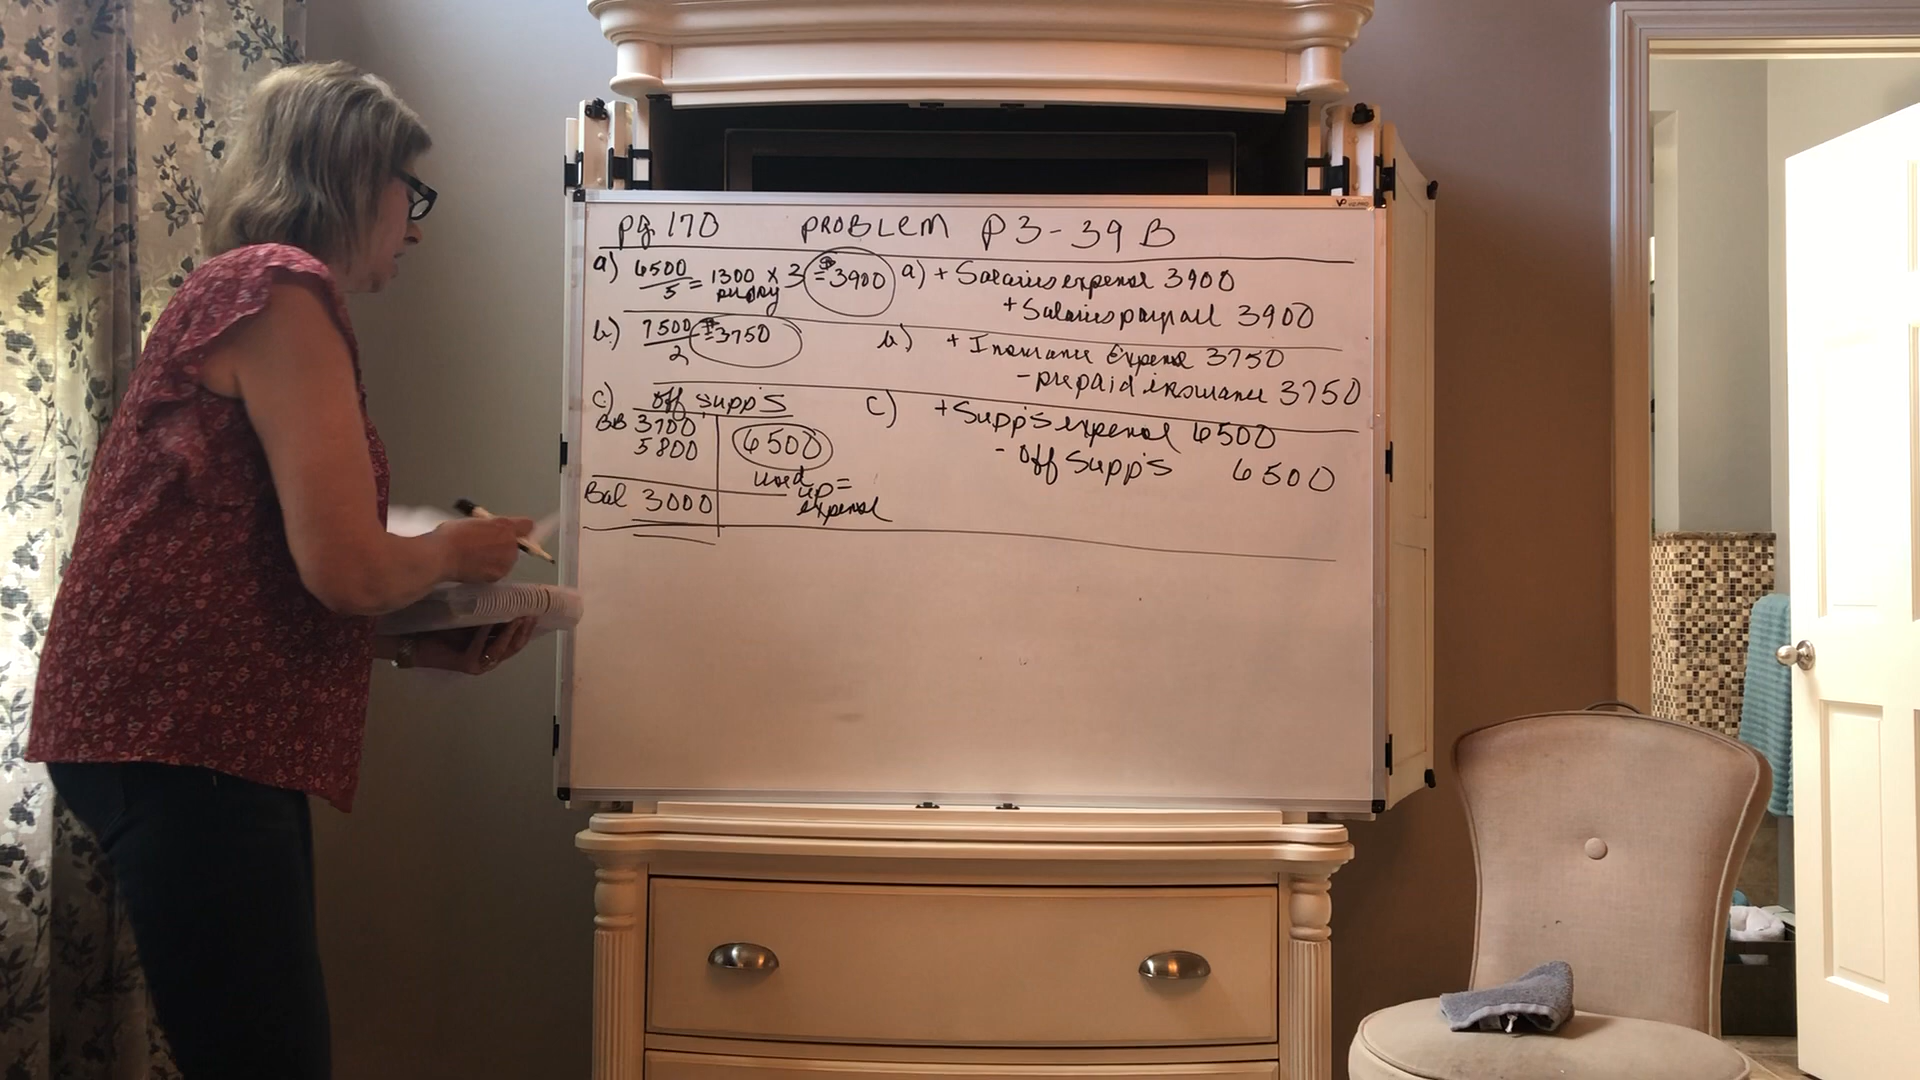 pg 170 PROBLEM P3-39B
a) 6500/5 = 1300 × 3 = $3900
per day
a) + Salaries expense 3900
+ Salaries payroll 3900
b.) 7500/2 = $3750
b) + Insurance Expense 3750
- prepaid insurance 3750
c) Off supp's
BB 3700
5800
6500
used up = expense
Bal 3000
c) + Supp's expense 6500
- Off Supp's 6500